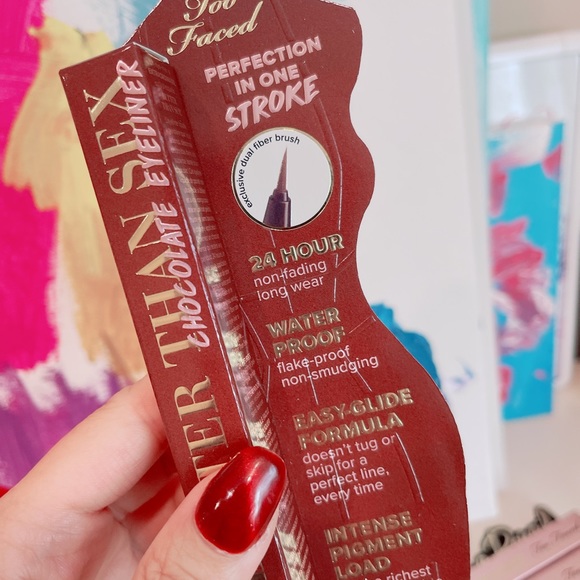 Too
Faced
PERFECTION
IN ONE
STROKE
exclusive dual fiber brush
24 HOUR
non-fading
long wear
WATER
PROOF
flake-proof
non-smudging
EASY-GLIDE
FORMULA
doesn't tug or
skip for a
perfect line,
every time
INTENSE
PIGMENT
LOAD
richest
TER THAN SEX
CHOCOLATE EYELINER